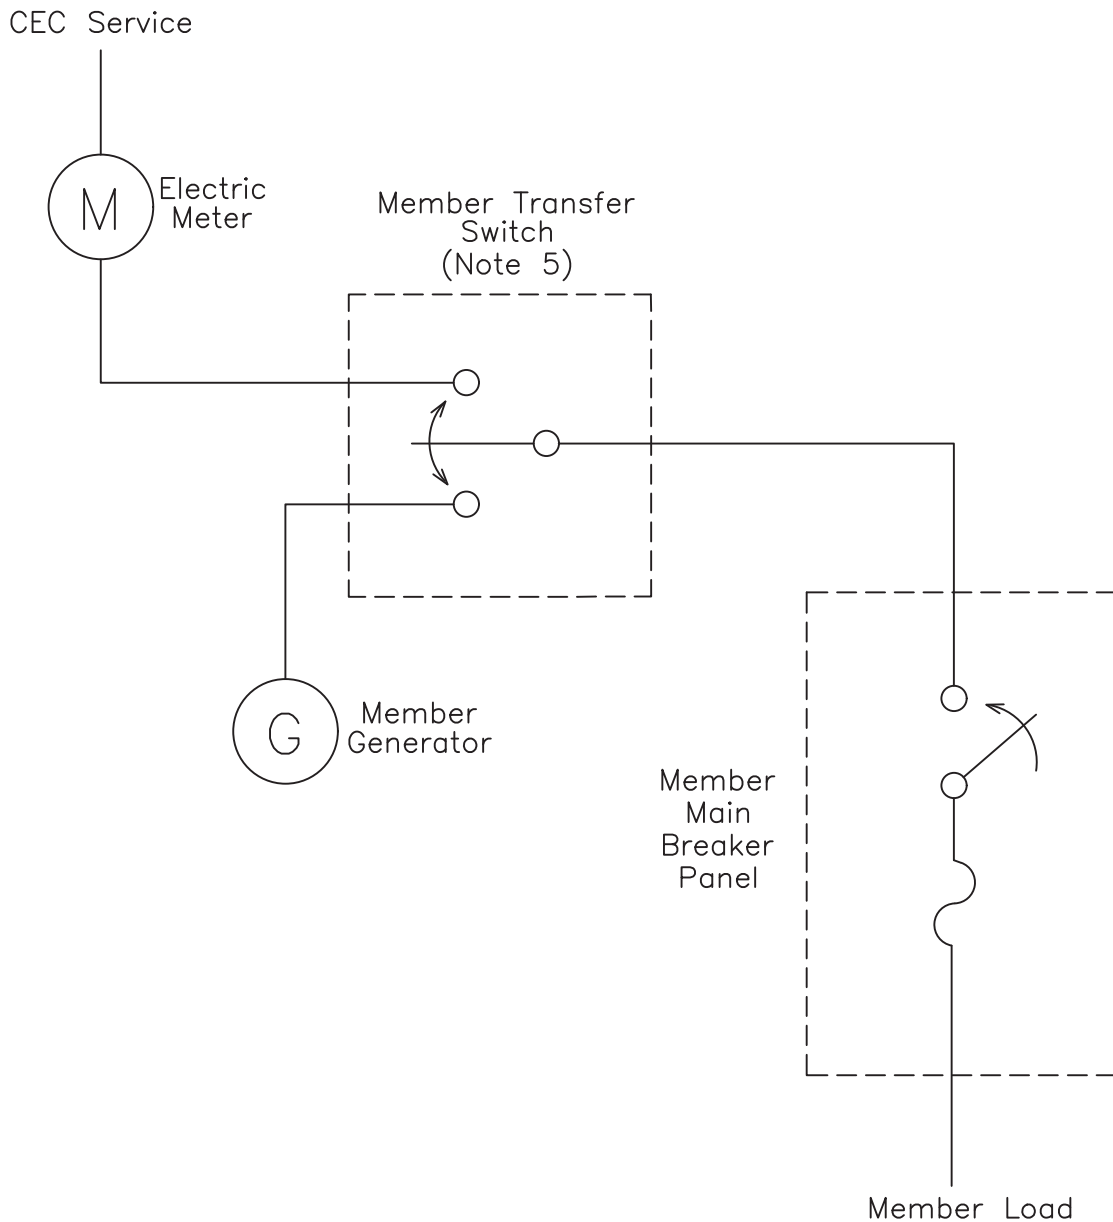 CEC Service
M
Electric
Meter
Member Transfer
Switch
(Note 5)
G
Member
Generator
Member
Main
Breaker
Panel
Member Load